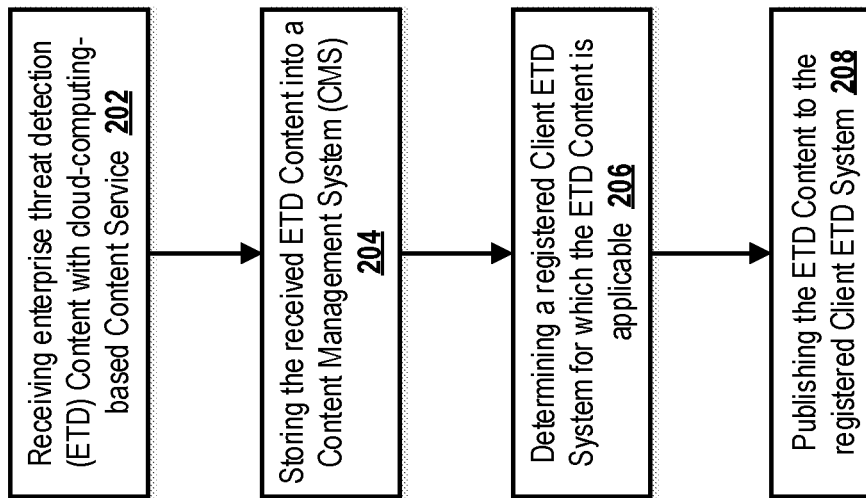 Receiving enterprise threat detection
(ETD) Content with cloud-computing-
based Content Service 202
Storing the received ETD Content into a
Content Management System (CMS)
204
Determining a registered Client ETD
System for which the ETD Content is
applicable 206
Publishing the ETD Content to the
registered Client ETD System 208